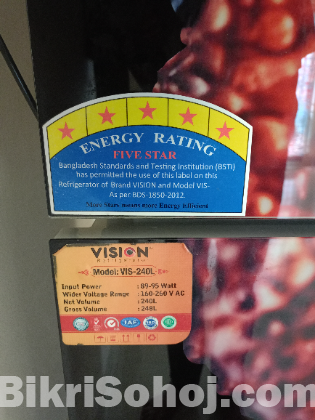 ENERGY RATING
FIVE STAR
Bangladesh Standards and Testing Institution (BSTI)
has permitted the use of this label on this
Refrigerator of Brand VISION and Model VIS-
As per BDS 1850-2012.
More Stars means more Energy Efficient
VISION
Model: VIS-240L
Input Power : 89-95 Watt
Wider Voltage Range : 160-260 V AC
Net Volume : 240L
Gross Volume : 248L
IAF
BikriSohoj.com